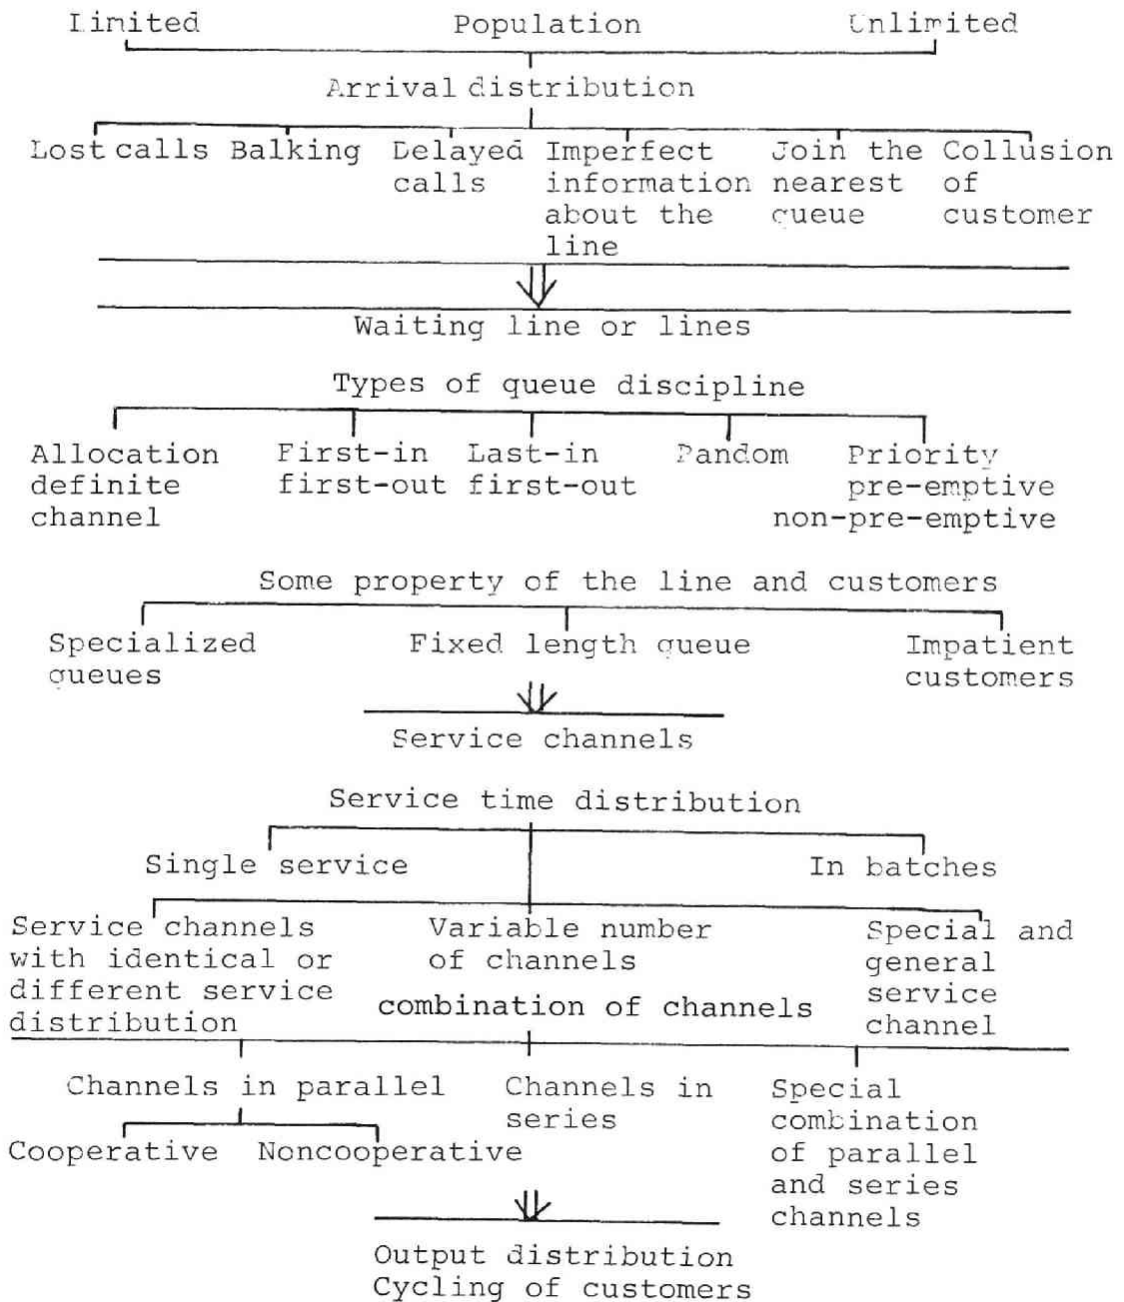 Limited Population Unlimited
Arrival distribution
Lost calls Balking Delayed Imperfect Join the Collusion
calls information nearest of
about the queue customer
line
Waiting line or lines
Types of queue discipline
Allocation First-in Last-in Random Priority
definite first-out first-out pre-emptive
channel non-pre-emptive
Some property of the line and customers
Specialized Fixed length queue Impatient
queues customers
Service channels
Service time distribution
Single service In batches
Service channels Variable number Special and
with identical or of channels general
different service combination of channels service
distribution channel
Channels in parallel Channels in Special
series combination
Cooperative Noncooperative of parallel
and series
channels
Output distribution
Cycling of customers